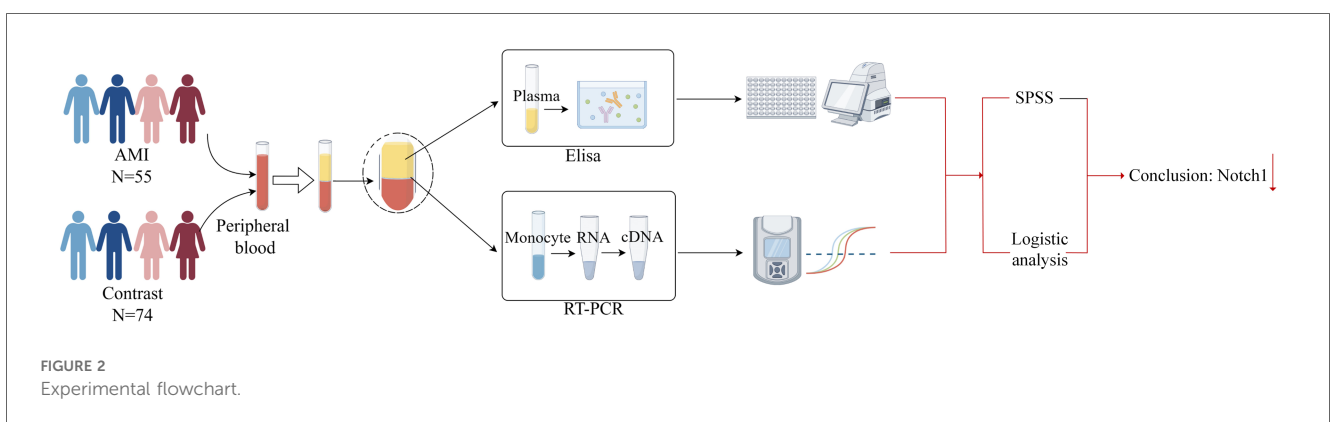 AMI
N=55
Contrast
N=74
Peripheral
blood
Plasma
Elisa
Monocyte RNA cDNA
RT-PCR
SPSS
Logistic
analysis
Conclusion: Notch1
FIGURE 2
Experimental flowchart.